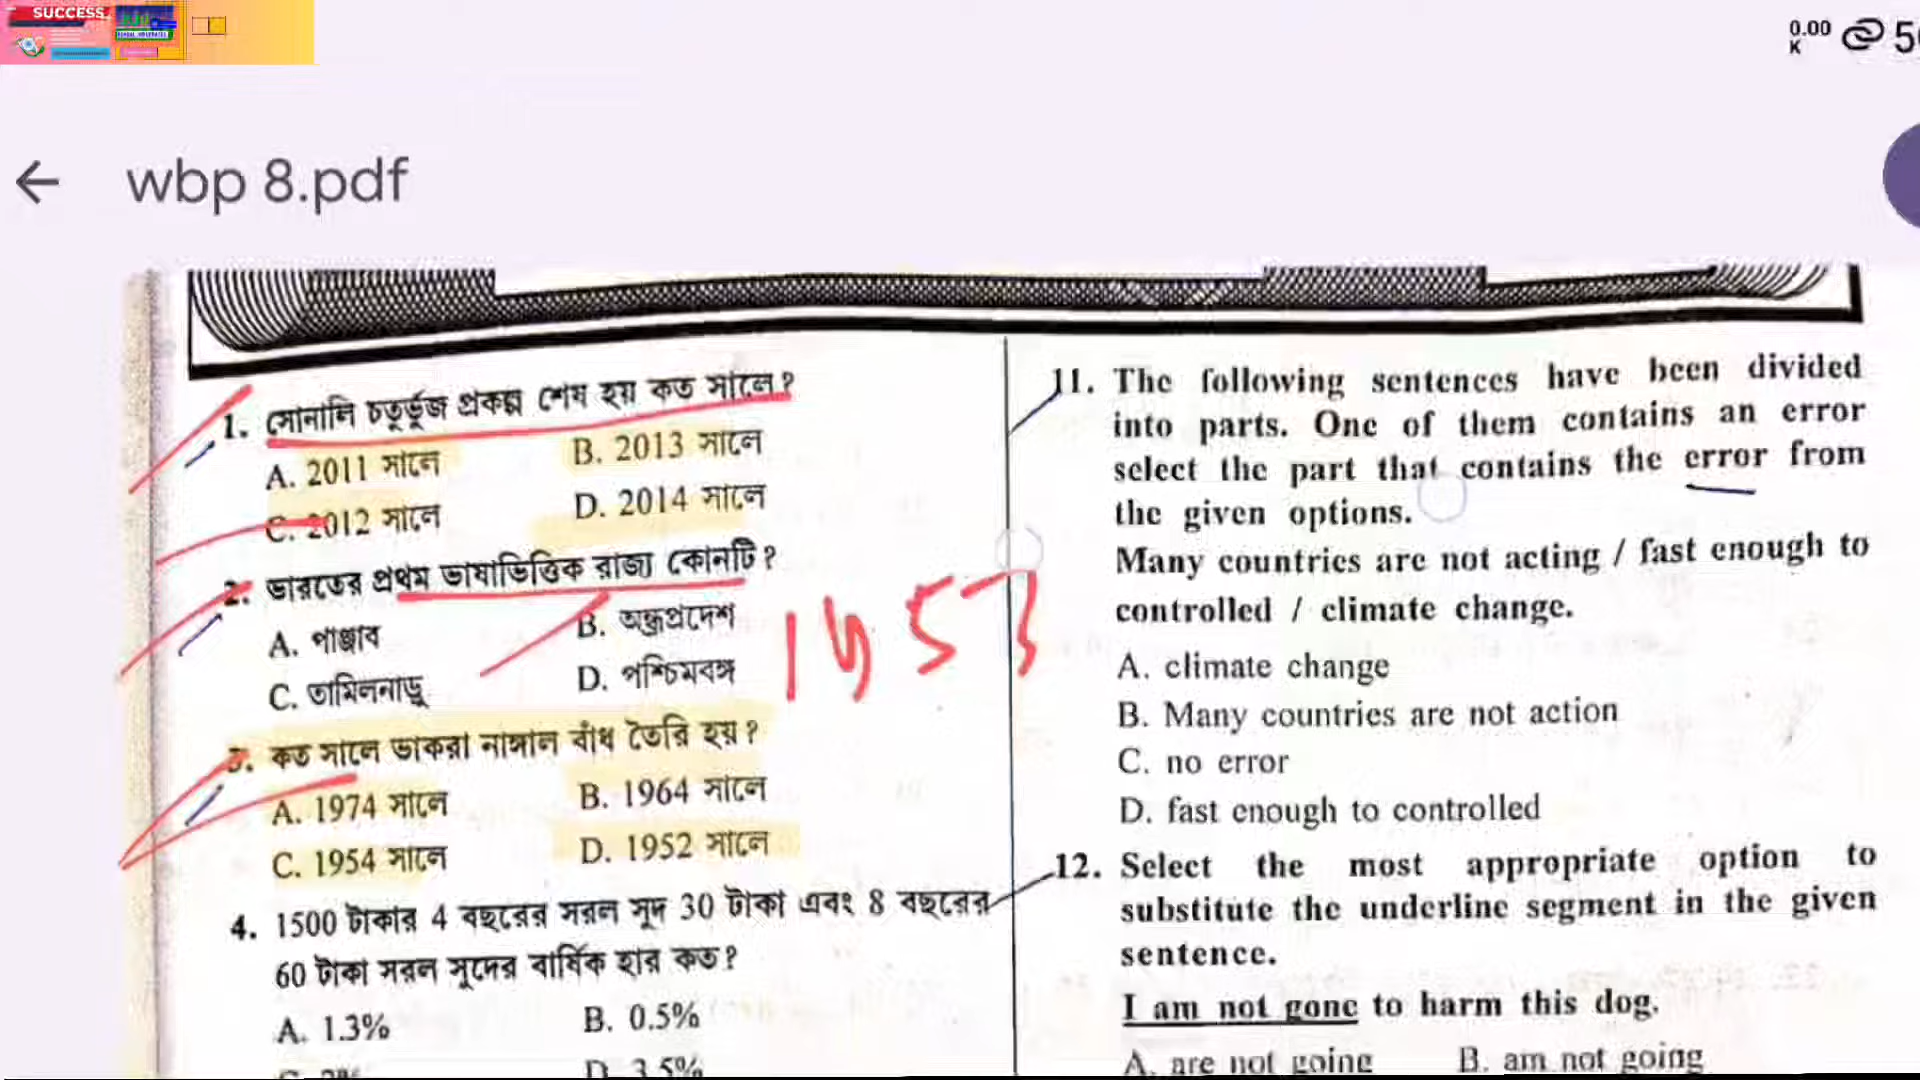 SUCCESS
0.00
K
wbp 8.pdf
1. সোনালি চতুর্ভুজ প্রকল্প শেষ হয় কত সালে?
A. 2011 সালে
B. 2013 সালে
C. 2012 সালে
D. 2014 সালে
2. ভারতের প্রথম ভাষাভিত্তিক রাজ্য কোনটি?
A. পাঞ্জাব
B. অন্ধ্রপ্রদেশ
C. তামিলনাড়ু
D. পশ্চিমবঙ্গ
1953
3. কত সালে ভাকরা নাঙ্গাল বাঁধ তৈরি হয়?
A. 1974 সালে
B. 1964 সালে
C. 1954 সালে
D. 1952 সালে
4. 1500 টাকার 4 বছরের সরল সুদ 30 টাকা এবং 8 বছরের
60 টাকা সরল সুদের বার্ষিক হার কত?
A. 1.3%
B. 0.5%
D. 3.5%
11. The following sentences have been divided
into parts. One of them contains an error
select the part that contains the error from
the given options.
Many countries are not acting / fast enough to
controlled / climate change.
A. climate change
B. Many countries are not action
C. no error
D. fast enough to controlled
12. Select the most appropriate option to
substitute the underline segment in the given
sentence.
I am not gone to harm this dog.
A. are not going
B. am not going